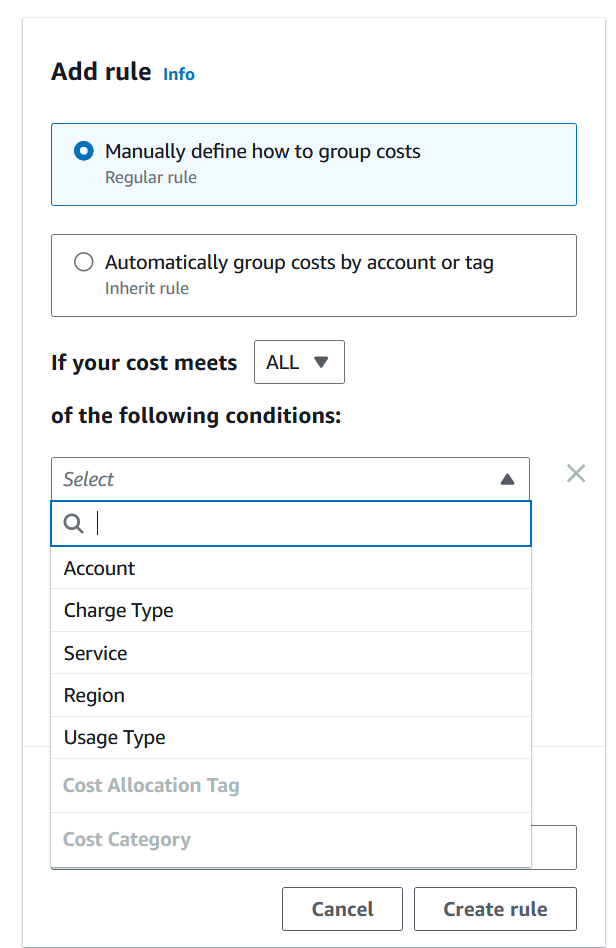 Add rule Info
Manually define how to group costs
Regular rule
Automatically group costs by account or tag
Inherit rule
If your cost meets ALL
of the following conditions:
Select
Account
Charge Type
Service
Region
Usage Type
Cost Allocation Tag
Cost Category
Cancel Create rule